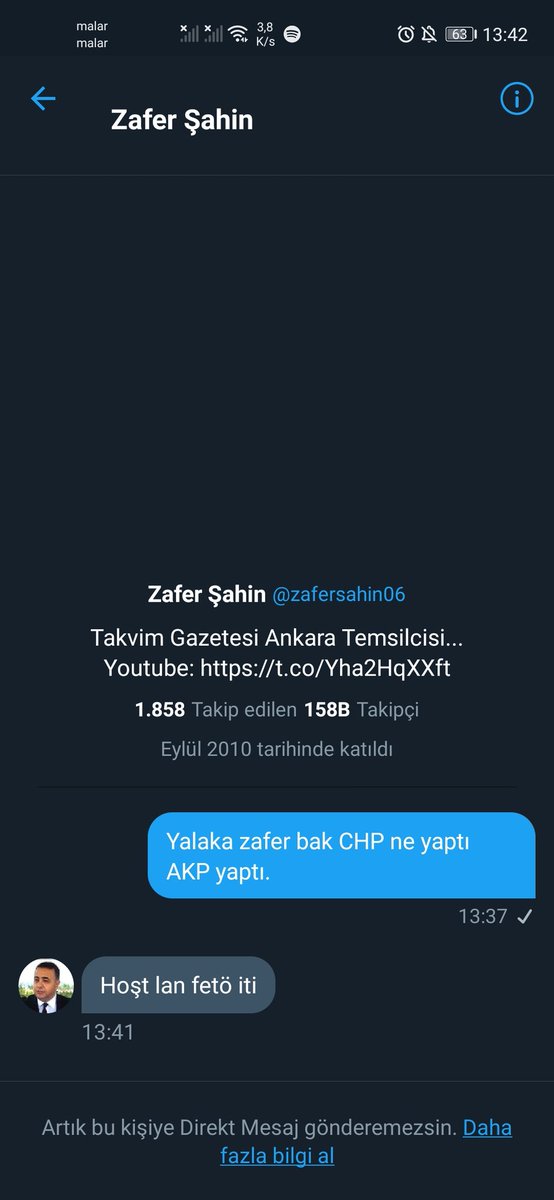 malar
malar
3,8
K/s
63
13:42
Zafer Şahin
Zafer Şahin @zafersahin06
Takvim Gazetesi Ankara Temsilcisi...
Youtube: https://t.co/Yha2HqXXft
1.858 Takip edilen 158B Takipçi
Eylül 2010 tarihinde katıldı
Yalaka zafer bak CHP ne yaptı
AKP yaptı.
13:37
Hoşt lan fetö iti
13:41
Artık bu kişiye Direkt Mesaj gönderemezsin. Daha
fazla bilgi al